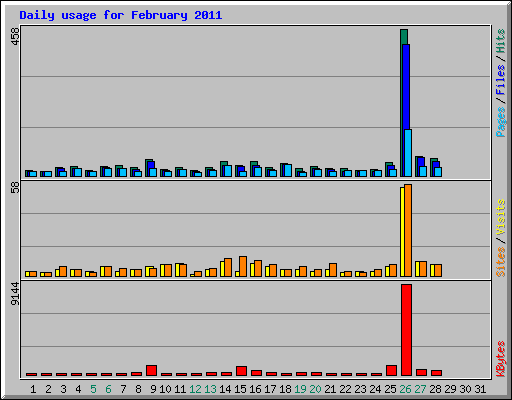 Daily usage for February 2011
458
Pages / Files / Hits
58
Sites / Visits
9144
KBytes
1 2 3 4 5 6 7 8 9 10 11 12 13 14 15 16 17 18 19 20 21 22 23 24 25 26 27 28 29 30 31